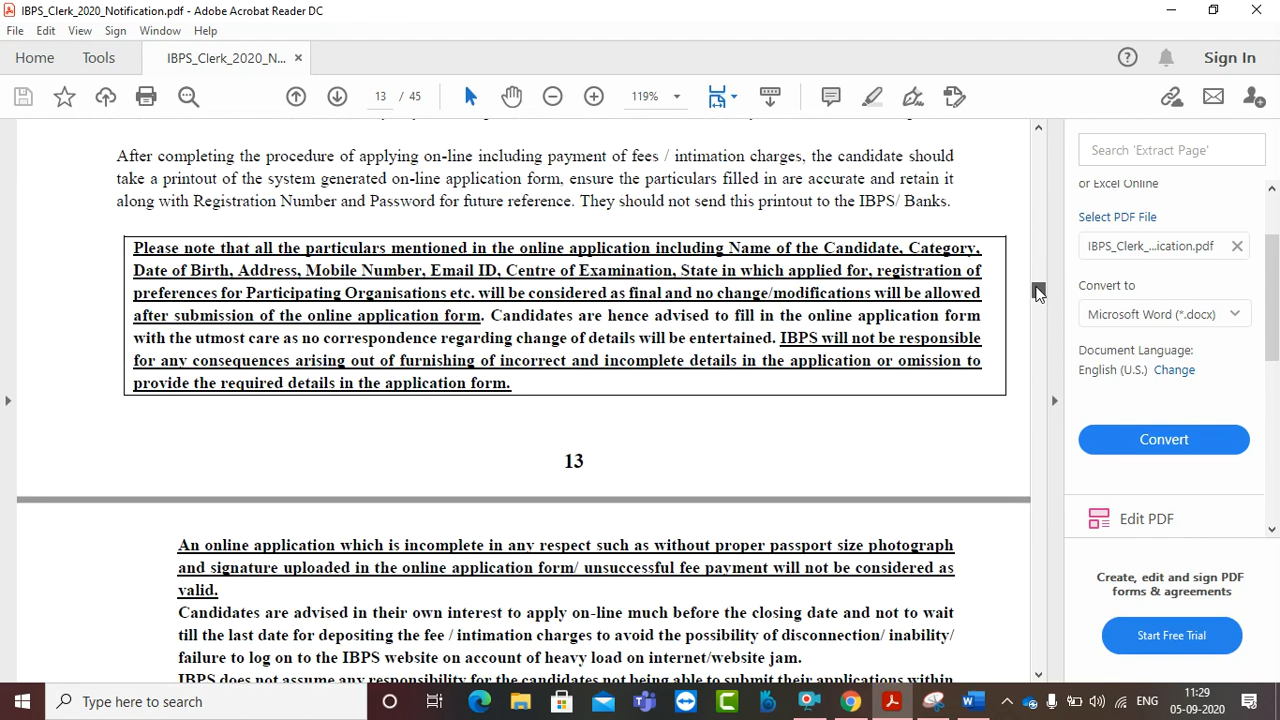 IBPS_Clerk_2020_Notification.pdf - Adobe Acrobat Reader DC
File Edit View Sign Window Help
Home Tools IBPS_Clerk_2020_N... ×
13 / 45 119%
Sign In
After completing the procedure of applying on-line including payment of fees / intimation charges, the candidate should
take a printout of the system generated on-line application form, ensure the particulars filled in are accurate and retain it
along with Registration Number and Password for future reference. They should not send this printout to the IBPS/ Banks.
Please note that all the particulars mentioned in the online application including Name of the Candidate, Category,
Date of Birth, Address, Mobile Number, Email ID, Centre of Examination, State in which applied for, registration of
preferences for Participating Organisations etc. will be considered as final and no change/modifications will be allowed
after submission of the online application form. Candidates are hence advised to fill in the online application form
with the utmost care as no correspondence regarding change of details will be entertained. IBPS will not be responsible
for any consequences arising out of furnishing of incorrect and incomplete details in the application or omission to
provide the required details in the application form.
13
An online application which is incomplete in any respect such as without proper passport size photograph
and signature uploaded in the online application form/ unsuccessful fee payment will not be considered as
valid.
Candidates are advised in their own interest to apply on-line much before the closing date and not to wait
till the last date for depositing the fee / intimation charges to avoid the possibility of disconnection/ inability/
failure to log on to the IBPS website on account of heavy load on internet/website jam.
IBPS does not assume any responsibility for the candidates not being able to submit their applications within
Search 'Extract Page'
or Excel Online
Select PDF File
IBPS_Clerk_...ication.pdf
Convert to
Microsoft Word (*.docx)
Document Language:
English (U.S.) Change
Convert
Edit PDF
Create, edit and sign PDF
forms & agreements
Start Free Trial
Type here to search
ENG
11:29
05-09-2020